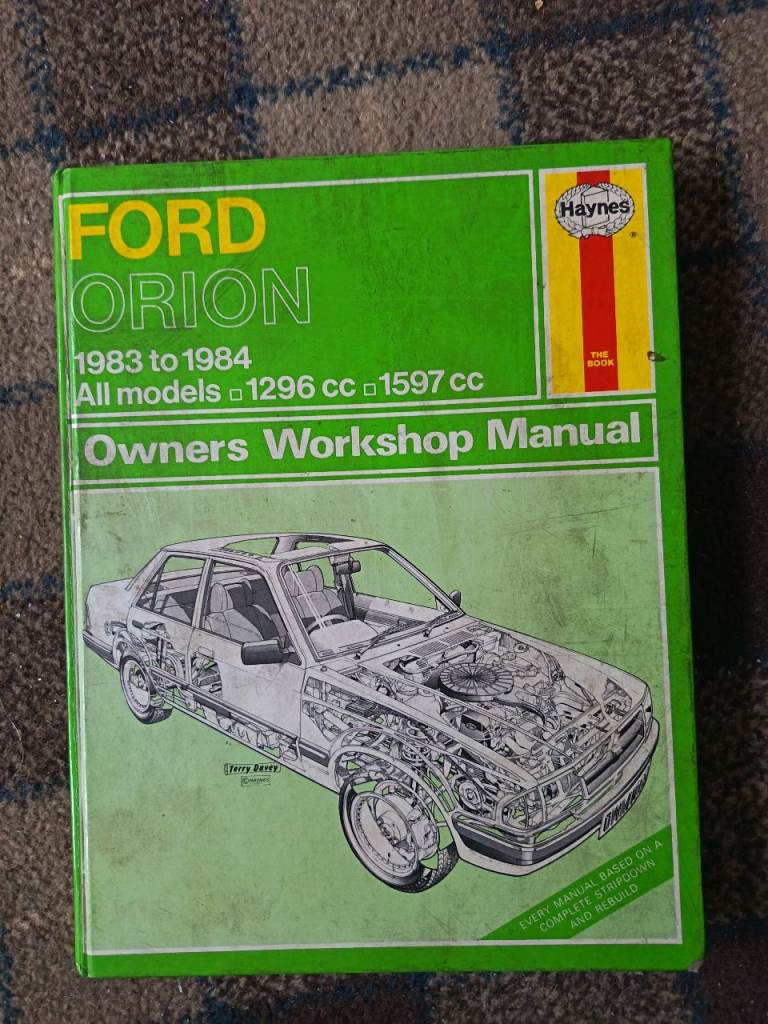 FORD
ORION
1983 to 1984
All models □ 1296 cc □ 1597 cc
Haynes
®
THE
BOOK
Owners Workshop Manual
Terry Davey
© HAYNES
EVERY MANUAL BASED ON A
COMPLETE STRIPDOWN
AND REBUILD